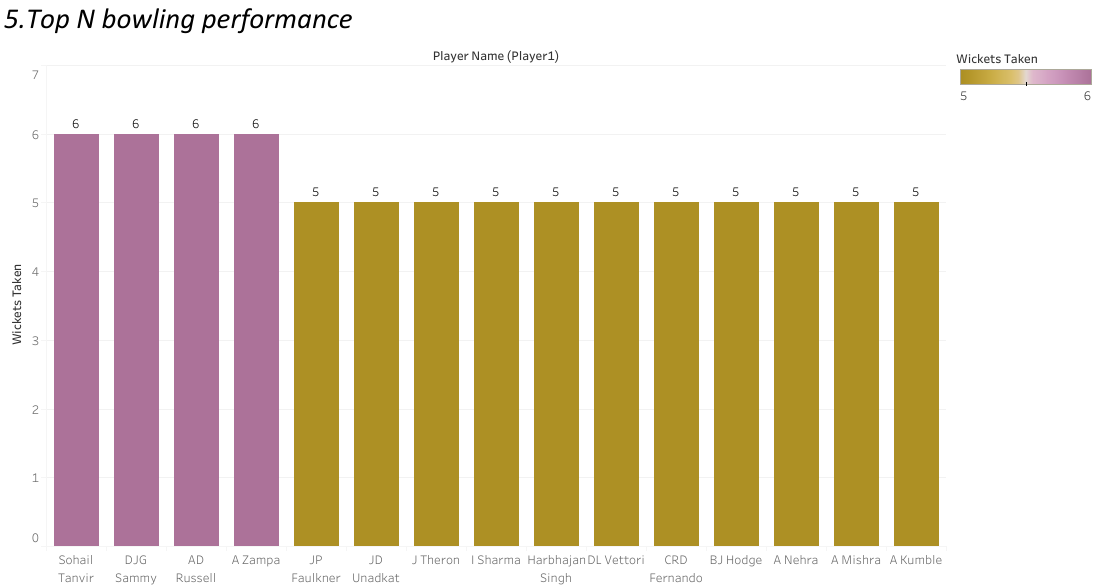 5.Top N bowling performance
Player Name (Player1)
Wickets Taken
5 6
7
6
5
4
3
2
1
0
Wickets Taken
6 6 6 6 5 5 5 5 5 5 5 5 5 5 5
Sohail Tanvir
DJG Sammy
AD Russell
A Zampa
JP Faulkner
JD Unadkat
J Theron
I Sharma
Harbhajan Singh
DL Vettori
CRD Fernando
BJ Hodge
A Nehra
A Mishra
A Kumble